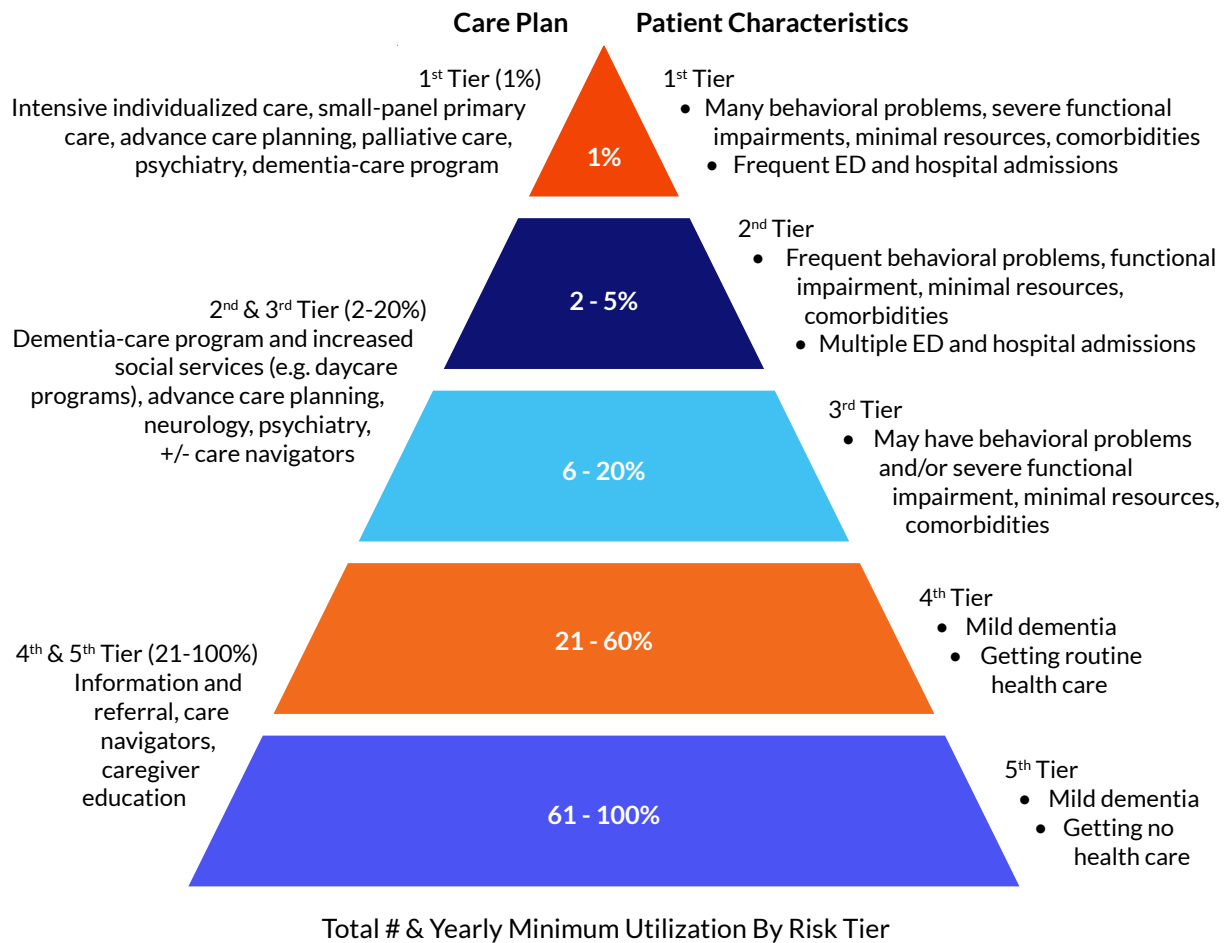 Care Plan
Patient Characteristics
1st Tier (1%)
Intensive individualized care, small-panel primary
care, advance care planning, palliative care,
psychiatry, dementia-care program
1%
1st Tier
• Many behavioral problems, severe functional
impairments, minimal resources, comorbidities
• Frequent ED and hospital admissions
2nd Tier
• Frequent behavioral problems, functional
impairment, minimal resources,
comorbidities
• Multiple ED and hospital admissions
2 - 5%
2nd & 3rd Tier (2-20%)
Dementia-care program and increased
social services (e.g. daycare
programs), advance care planning,
neurology, psychiatry,
+/- care navigators
3rd Tier
• May have behavioral problems
and/or severe functional
impairment, minimal resources,
comorbidities
6 - 20%
4th Tier
• Mild dementia
• Getting routine
health care
21 - 60%
4th & 5th Tier (21-100%)
Information and
referral, care
navigators,
caregiver
education
5th Tier
• Mild dementia
• Getting no
health care
61 - 100%
Total # & Yearly Minimum Utilization By Risk Tier